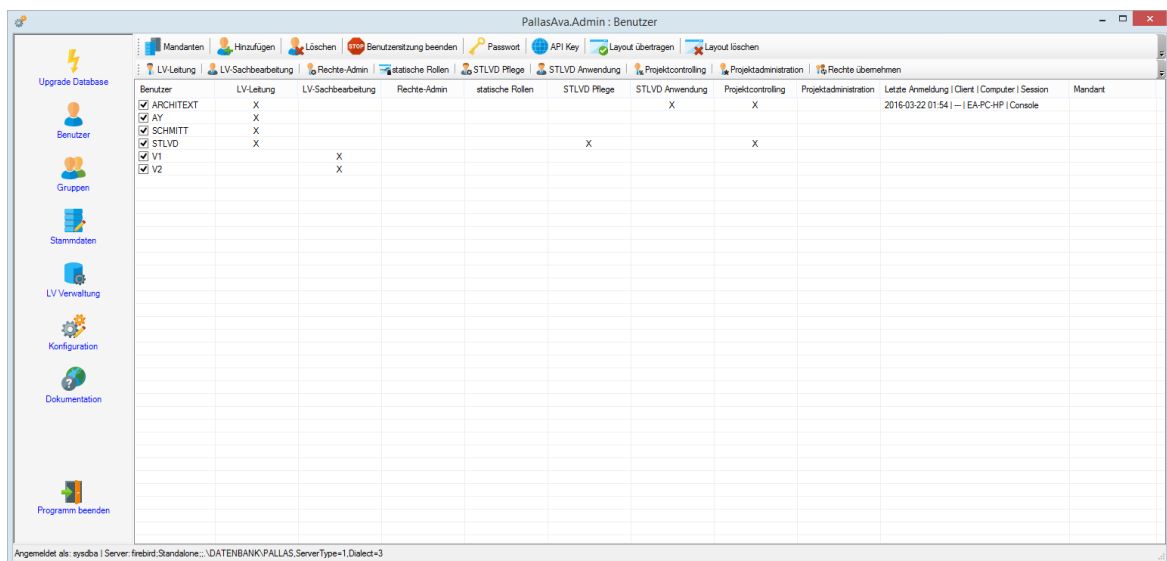 PallasAva.Admin : Benutzer
Mandanten Hinzufügen Löschen STOP Benutzersitzung beenden Passwort API Key Layout übertragen Layout löschen
LV-Leitung LV-Sachbearbeitung Rechte-Admin statische Rollen STLVD Pflege STLVD Anwendung Projektcontrolling Projektadministration Rechte übernehmen
Upgrade Database
Benutzer
Gruppen
Stammdaten
LV Verwaltung
Konfiguration
Dokumentation
Programm beenden
Benutzer LV-Leitung LV-Sachbearbeitung Rechte-Admin statische Rollen STLVD Pflege STLVD Anwendung Projektcontrolling Projektadministration Letzte Anmeldung | Client | Computer | Session Mandant
ARCHITEXT X X X 2016-03-22 01:54 | --- | EA-PC-HP | Console
AY X
SCHMITT X
STLVD X X X
V1 X
V2 X
Angemeldet als: sysdba | Server: firebird;Standalone;;.\DATENBANK\PALLAS,ServerType=1,Dialect=3